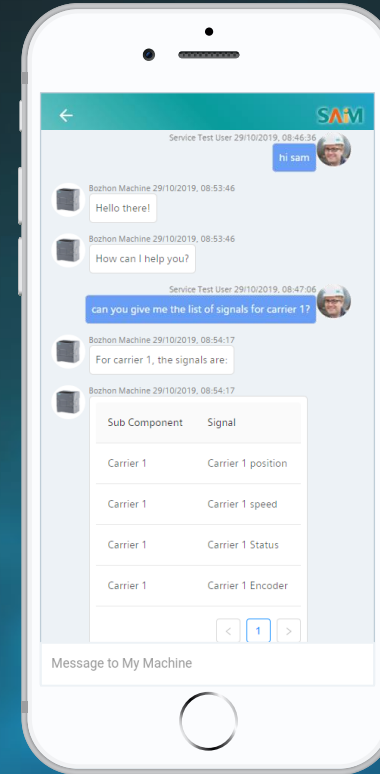 SAiM
Service Test User 29/10/2019, 08:46:36
hi sam
Bozhon Machine 29/10/2019, 08:53:46
Hello there!
Bozhon Machine 29/10/2019, 08:53:46
How can I help you?
Service Test User 29/10/2019, 08:47:06
can you give me the list of signals for carrier 1?
Bozhon Machine 29/10/2019, 08:54:17
For carrier 1, the signals are:
Bozhon Machine 29/10/2019, 08:54:17
Sub Component Signal
Carrier 1 Carrier 1 position
Carrier 1 Carrier 1 speed
Carrier 1 Carrier 1 Status
Carrier 1 Carrier 1 Encoder
< 1 >
Message to My Machine